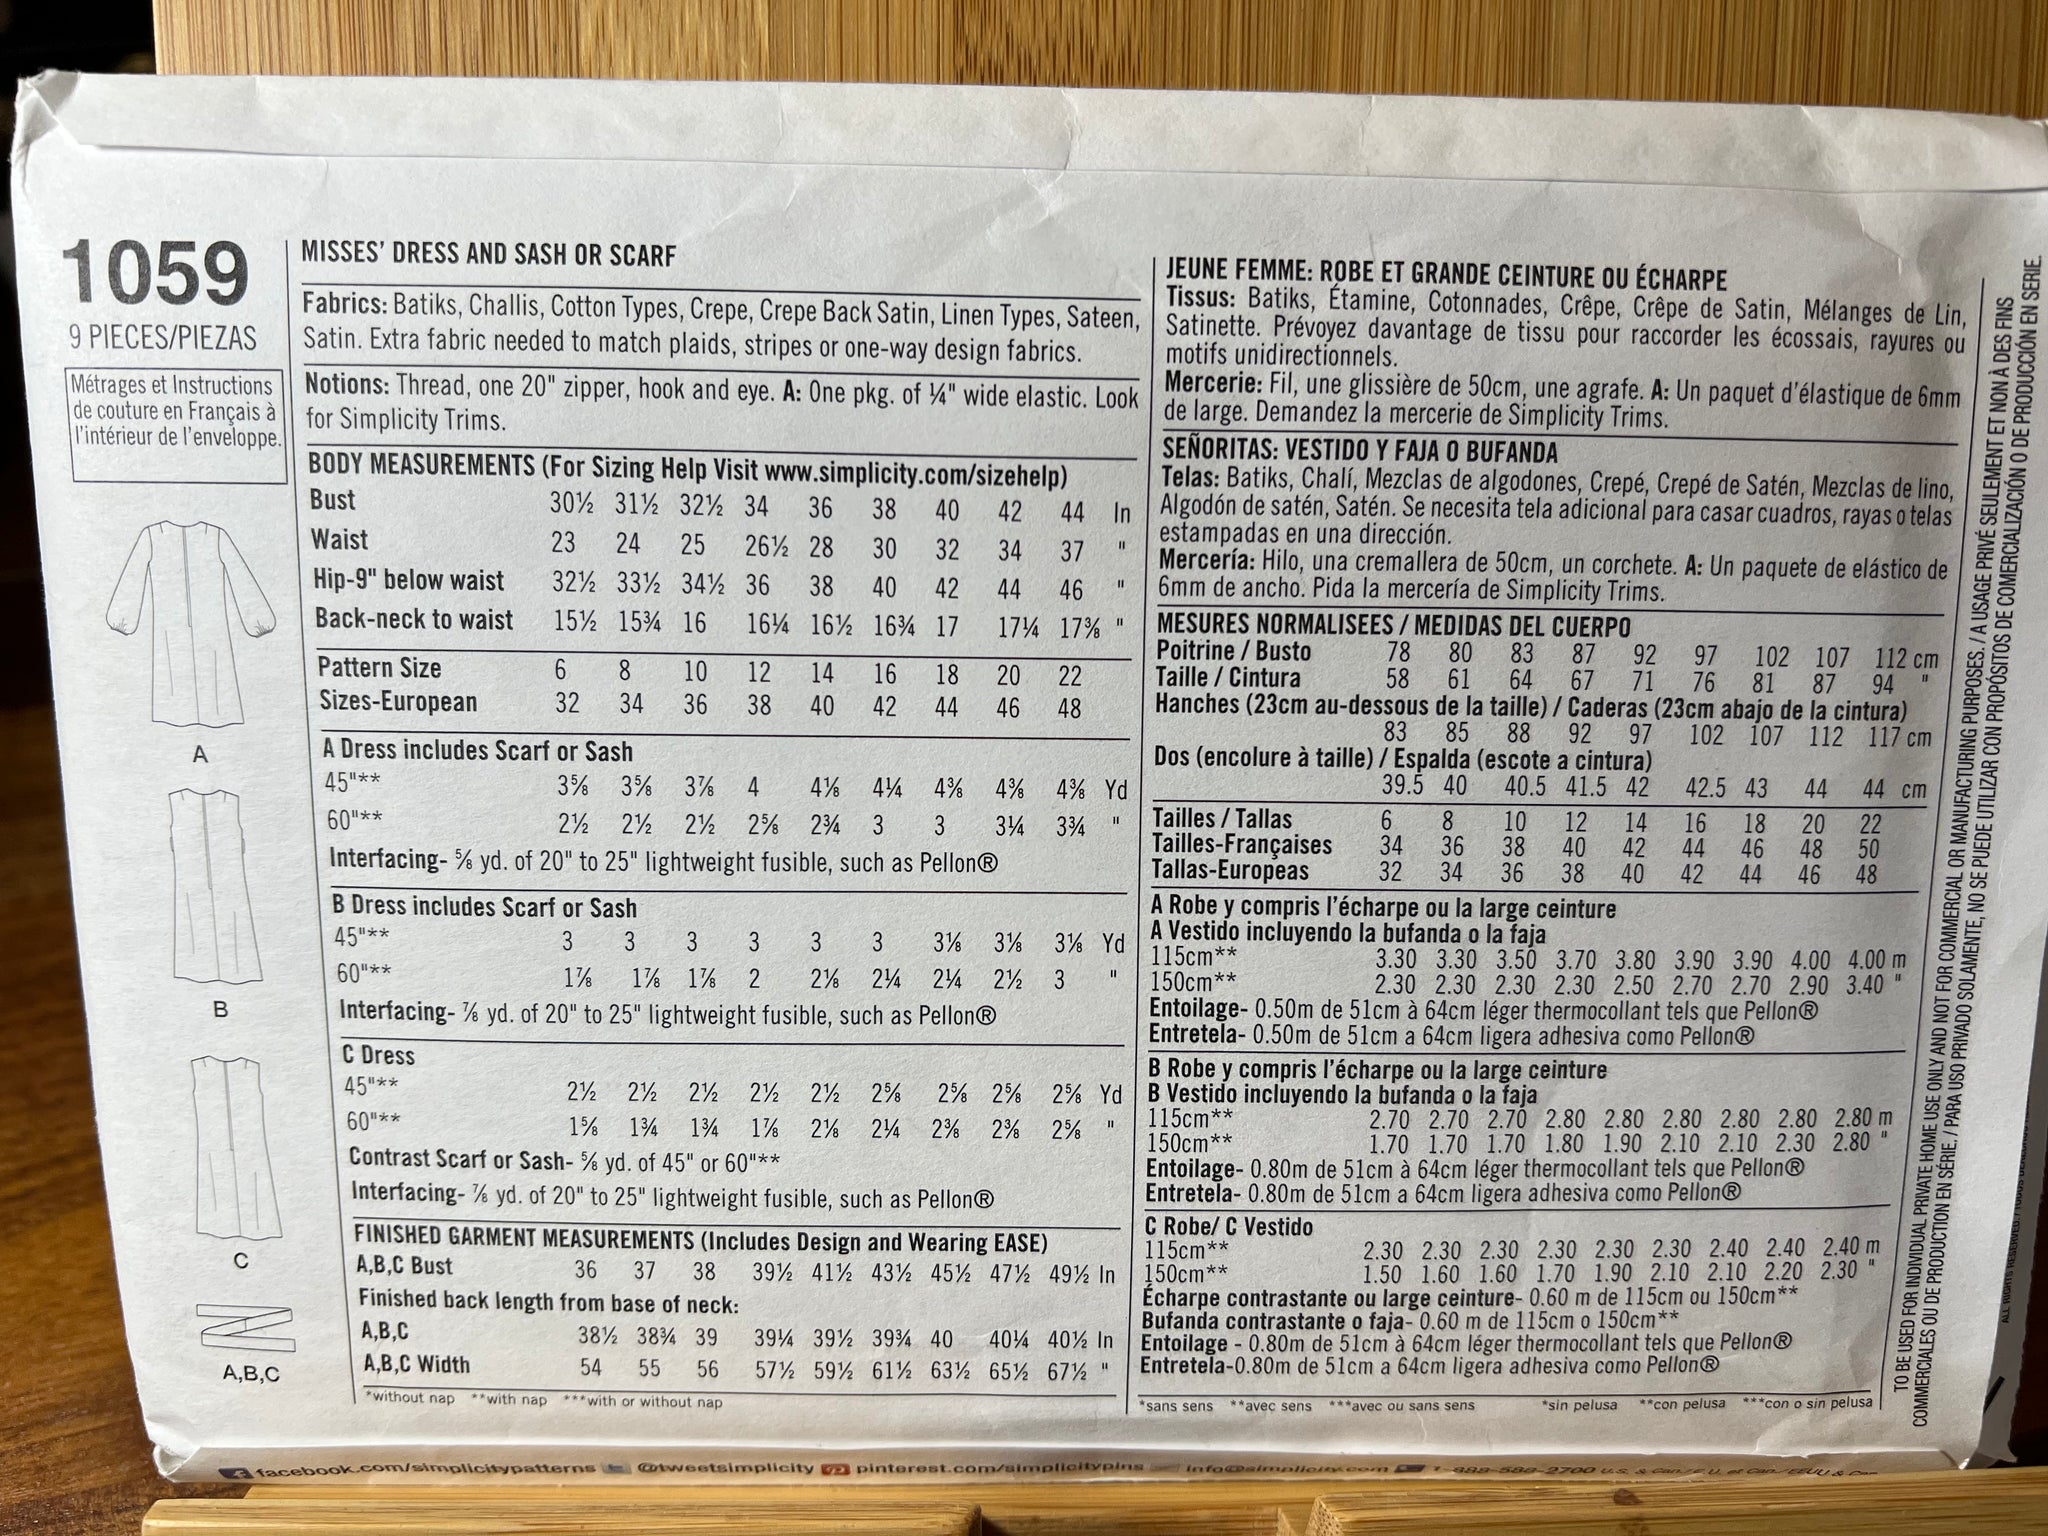 1059
9 PIECES/PIEZAS
Métrages et Instructions
de couture en Français à
l'intérieur de l'enveloppe.
A
B
C
A,B,C
MISSES' DRESS AND SASH OR SCARF
Fabrics: Batiks, Challis, Cotton Types, Crepe, Crepe Back Satin, Linen Types, Sateen,
Satin. Extra fabric needed to match plaids, stripes or one-way design fabrics.
Notions: Thread, one 20" zipper, hook and eye. A: One pkg. of ¼" wide elastic. Look
for Simplicity Trims.
BODY MEASUREMENTS (For Sizing Help Visit www.simplicity.com/sizehelp)
Bust 30½ 31½ 32½ 34 36 38 40 42 44 In
Waist 23 24 25 26½ 28 30 32 34 37 "
Hip-9" below waist 32½ 33½ 34½ 36 38 40 42 44 46 "
Back-neck to waist 15½ 15¾ 16 16¼ 16½ 16¾ 17 17¼ 17⅜ "
Pattern Size 6 8 10 12 14 16 18 20 22
Sizes-European 32 34 36 38 40 42 44 46 48
A Dress includes Scarf or Sash
45"** 3⅝ 3⅝ 3⅞ 4 4⅛ 4¼ 4⅜ 4⅜ 4⅜ Yd
60"** 2½ 2½ 2½ 2⅝ 2¾ 3 3 3¼ 3¾ "
Interfacing- ⅝ yd. of 20" to 25" lightweight fusible, such as Pellon®
B Dress includes Scarf or Sash
45"** 3 3 3 3 3 3 3⅛ 3⅛ 3⅛ Yd
60"** 1⅞ 1⅞ 1⅞ 2 2⅛ 2¼ 2¼ 2½ 3 "
Interfacing- ⅞ yd. of 20" to 25" lightweight fusible, such as Pellon®
C Dress
45"** 2½ 2½ 2½ 2½ 2½ 2⅝ 2⅝ 2⅝ 2⅝ Yd
60"** 1⅝ 1¾ 1¾ 1⅞ 2⅛ 2¼ 2⅜ 2⅜ 2⅝ "
Contrast Scarf or Sash- ⅝ yd. of 45" or 60"**
Interfacing- ⅞ yd. of 20" to 25" lightweight fusible, such as Pellon®
FINISHED GARMENT MEASUREMENTS (Includes Design and Wearing EASE)
A,B,C Bust 36 37 38 39½ 41½ 43½ 45½ 47½ 49½ In
Finished back length from base of neck:
A,B,C 38½ 38¾ 39 39¼ 39½ 39¾ 40 40¼ 40½ In
A,B,C Width 54 55 56 57½ 59½ 61½ 63½ 65½ 67½ "
*without nap **with nap ***with or without nap
JEUNE FEMME: ROBE ET GRANDE CEINTURE OU ÉCHARPE
Tissus: Batiks, Étamine, Cotonnades, Crêpe, Crêpe de Satin, Mélanges de Lin,
Satinette. Prévoyez davantage de tissu pour raccorder les écossais, rayures ou
motifs unidirectionnels.
Mercerie: Fil, une glissière de 50cm, une agrafe. A: Un paquet d'élastique de 6mm
de large. Demandez la mercerie de Simplicity Trims.
SEÑORITAS: VESTIDO Y FAJA O BUFANDA
Telas: Batiks, Chalí, Mezclas de algodones, Crepé, Crepé de Satén, Mezclas de lino,
Algodón de satén, Satén. Se necesita tela adicional para casar cuadros, rayas o telas
estampadas en una dirección.
Mercería: Hilo, una cremallera de 50cm, un corchete. A: Un paquete de elástico de
6mm de ancho. Pida la mercería de Simplicity Trims.
MESURES NORMALISEES / MEDIDAS DEL CUERPO
Poitrine / Busto 78 80 83 87 92 97 102 107 112 cm
Taille / Cintura 58 61 64 67 71 76 81 87 94 "
Hanches (23cm au-dessous de la taille) / Caderas (23cm abajo de la cintura)
83 85 88 92 97 102 107 112 117 cm
Dos (encolure à taille) / Espalda (escote a cintura)
39.5 40 40.5 41.5 42 42.5 43 44 44 cm
Tailles / Tallas 6 8 10 12 14 16 18 20 22
Tailles-Françaises 34 36 38 40 42 44 46 48 50
Tallas-Europeas 32 34 36 38 40 42 44 46 48
A Robe y compris l'écharpe ou la large ceinture
A Vestido incluyendo la bufanda o la faja
115cm** 3.30 3.30 3.50 3.70 3.80 3.90 3.90 4.00 4.00 m
150cm** 2.30 2.30 2.30 2.30 2.50 2.70 2.70 2.90 3.40 "
Entoilage- 0.50m de 51cm à 64cm léger thermocollant tels que Pellon®
Entretela- 0.50m de 51cm a 64cm ligera adhesiva como Pellon®
B Robe y compris l'écharpe ou la large ceinture
B Vestido incluyendo la bufanda o la faja
115cm** 2.70 2.70 2.70 2.80 2.80 2.80 2.80 2.80 2.80 m
150cm** 1.70 1.70 1.70 1.80 1.90 2.10 2.10 2.30 2.80 "
Entoilage- 0.80m de 51cm à 64cm léger thermocollant tels que Pellon®
Entretela- 0.80m de 51cm a 64cm ligera adhesiva como Pellon®
C Robe/ C Vestido
115cm** 2.30 2.30 2.30 2.30 2.30 2.30 2.40 2.40 2.40 m
150cm** 1.50 1.60 1.60 1.70 1.90 2.10 2.10 2.20 2.30 "
Écharpe contrastante ou large ceinture- 0.60 m de 115cm ou 150cm**
Bufanda contrastante o faja- 0.60 m de 115cm o 150cm**
Entoilage - 0.80m de 51cm à 64cm léger thermocollant tels que Pellon®
Entretela-0.80m de 51cm a 64cm ligera adhesiva como Pellon®
*sans sens **avec sens ***avec ou sans sens *sin pelusa **con pelusa ***con o sin pelusa
TO BE USED FOR INDIVIDUAL PRIVATE HOME USE ONLY AND NOT FOR COMMERCIAL OR MANUFACTURING PURPOSES. / A USAGE PRIVÉ SEULEMENT ET NON À DES FINS
COMMERCIALES OU DE PRODUCTION EN SÉRIE. / PARA USO PRIVADO SOLAMENTE, NO SE PUEDE UTILIZAR CON PROPÓSITOS DE COMERCIALIZACIÓN O DE PRODUCCIÓN EN SERIE.
ALL RIGHTS RESERVED.
facebook.com/simplicitypatterns @tweetsimplicity pinterest.com/simplicitypins info@simplicity.com 1-888-588-2700 U.S. & Can.